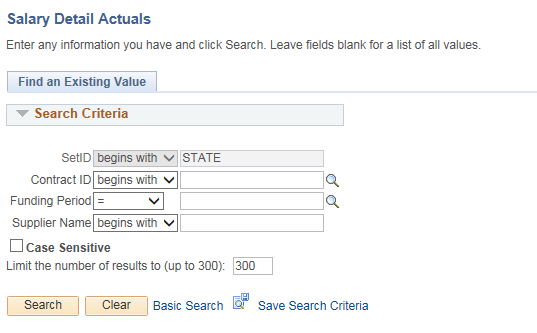 Salary Detail Actuals
Enter any information you have and click Search. Leave fields blank for a list of all values.
Find an Existing Value
Search Criteria
SetID begins with STATE
Contract ID begins with
Funding Period =
Supplier Name begins with
Case Sensitive
Limit the number of results to (up to 300): 300
Search Clear Basic Search Save Search Criteria